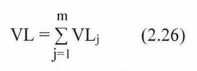 m
VL = Σ VLj (2.26)
j=1